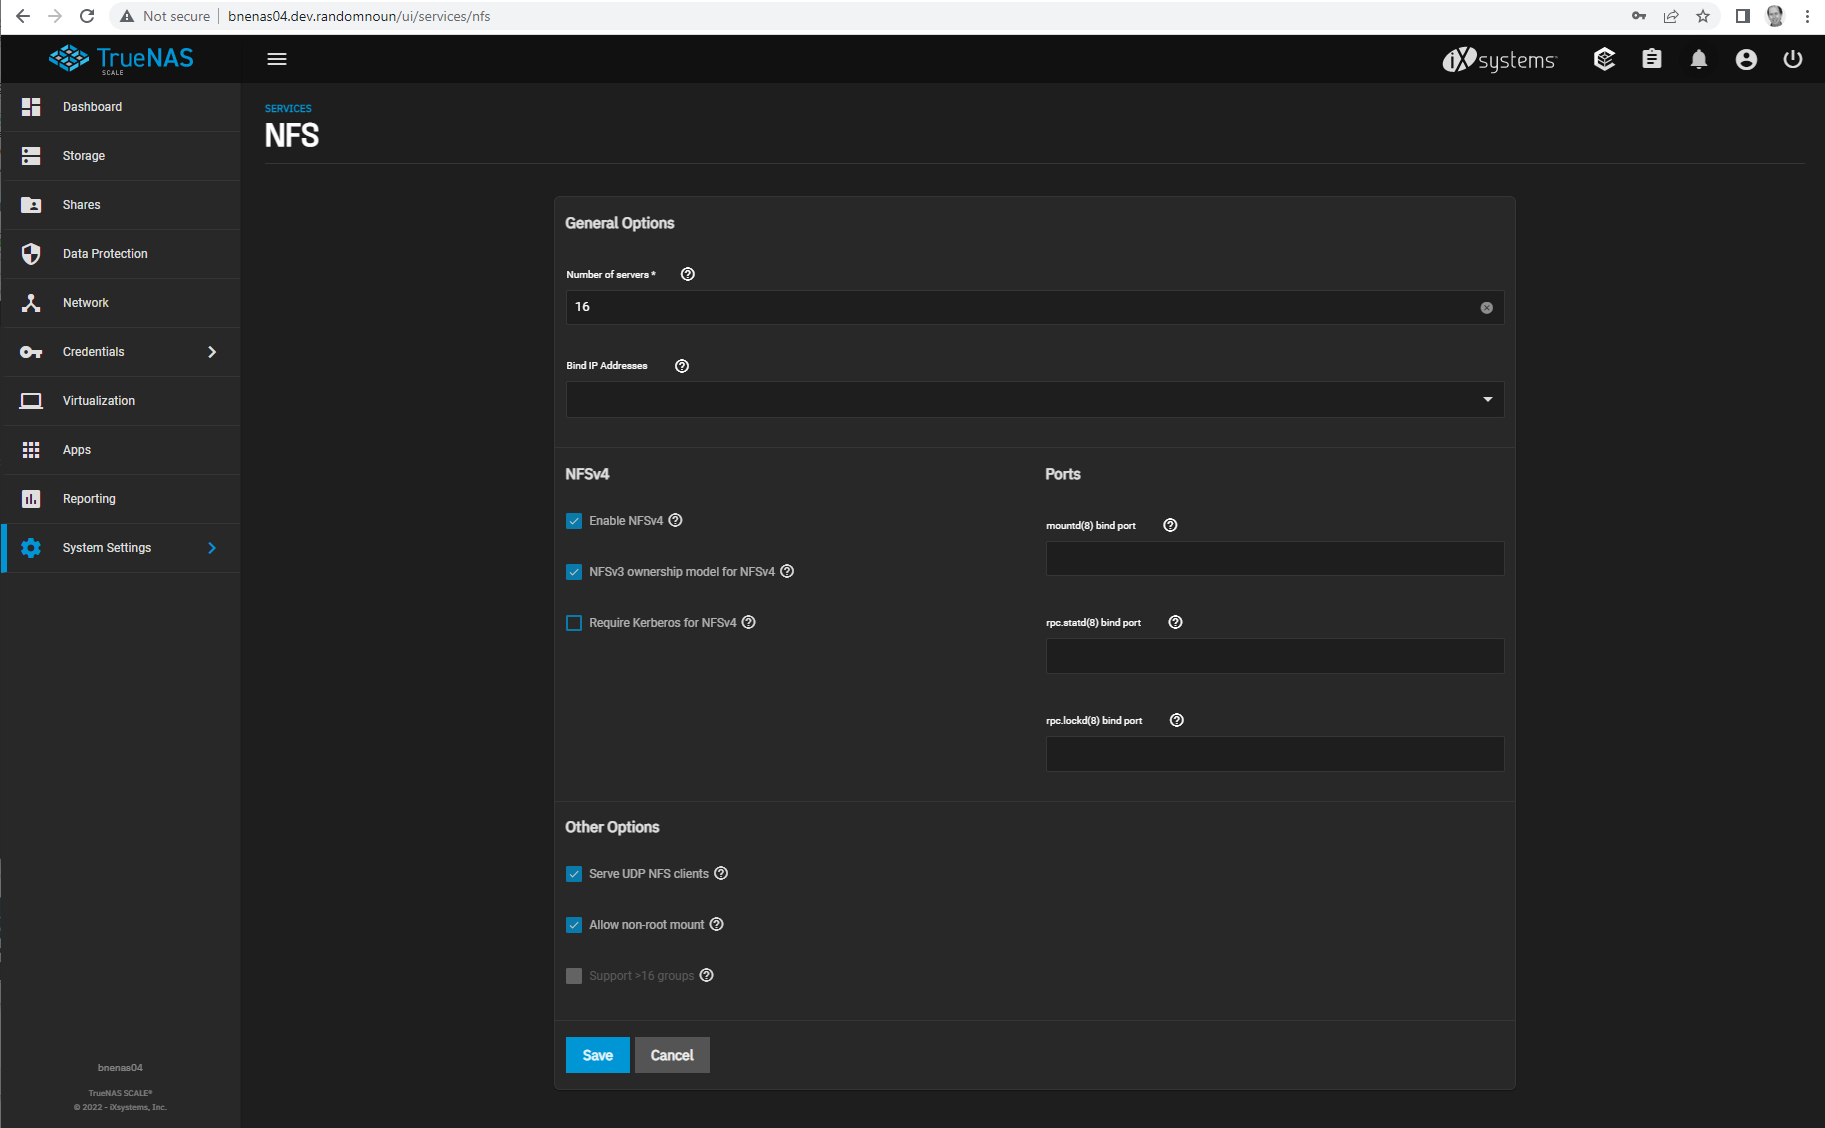 Not secure bnenas04.dev.randomnoun/ui/services/nfs
TrueNAS
SCALE
iXsystems
Dashboard
Storage
Shares
Data Protection
Network
Credentials
Virtualization
Apps
Reporting
System Settings
bnenas04
TrueNAS SCALE®
© 2022 - iXsystems, Inc.
SERVICES
NFS
General Options
Number of servers *
16
Bind IP Addresses
NFSv4
Enable NFSv4
NFSv3 ownership model for NFSv4
Require Kerberos for NFSv4
Ports
mountd(8) bind port
rpc.statd(8) bind port
rpc.lockd(8) bind port
Other Options
Serve UDP NFS clients
Allow non-root mount
Support >16 groups
Save Cancel